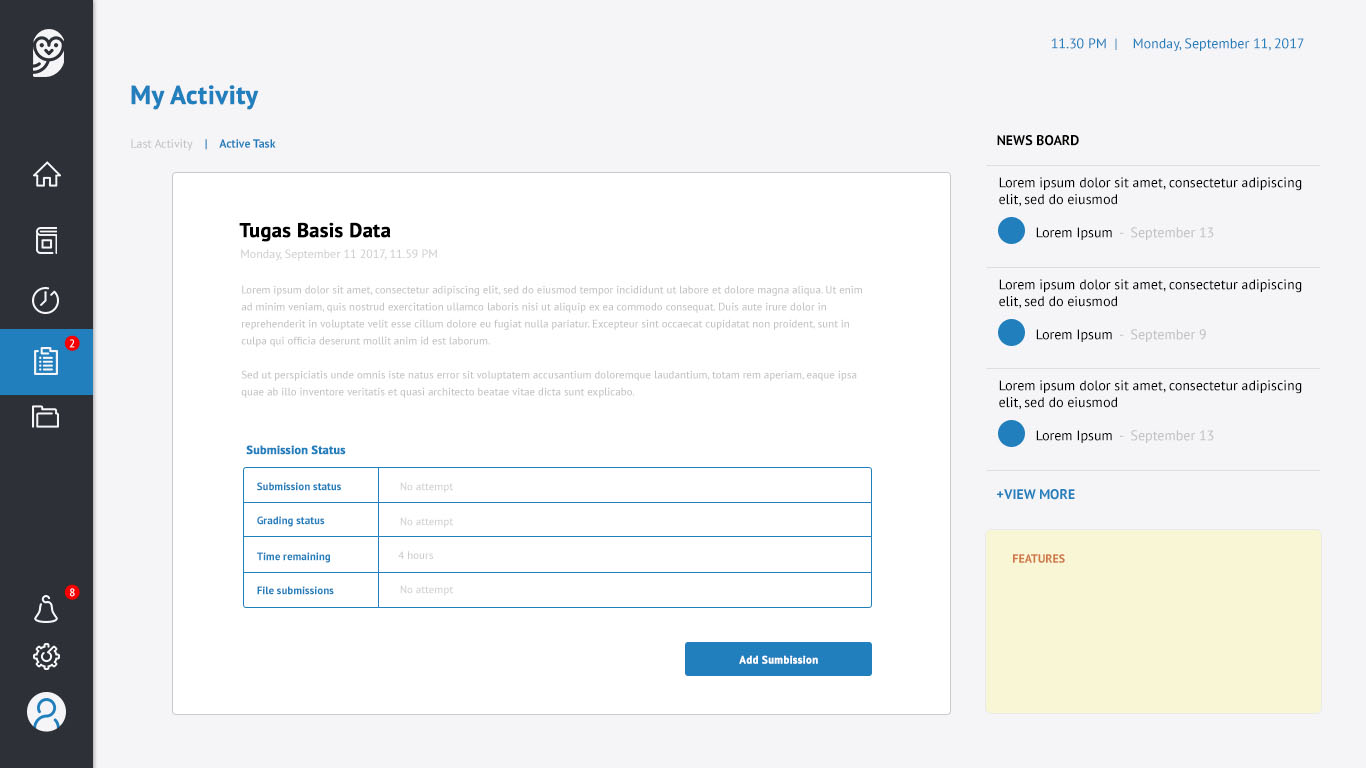 11.30 PM | Monday, September 11, 2017
My Activity
Last Activity | Active Task
Tugas Basis Data
Monday, September 11 2017, 11.59 PM
Lorem ipsum dolor sit amet, consectetur adipiscing elit, sed do eiusmod tempor incididunt ut labore et dolore magna aliqua. Ut enim
ad minim veniam, quis nostrud exercitation ullamco laboris nisi ut aliquip ex ea commodo consequat. Duis aute irure dolor in
reprehenderit in voluptate velit esse cillum dolore eu fugiat nulla pariatur. Excepteur sint occaecat cupidatat non proident, sunt in
culpa qui officia deserunt mollit anim id est laborum.
Sed ut perspiciatis unde omnis iste natus error sit voluptatem accusantium doloremque laudantium, totam rem aperiam, eaque ipsa
quae ab illo inventore veritatis et quasi architecto beatae vitae dicta sunt explicabo.
Submission Status
Submission status No attempt
Grading status No attempt
Time remaining 4 hours
File submissions No attempt
Add Sumbission
NEWS BOARD
Lorem ipsum dolor sit amet, consectetur adipiscing
elit, sed do eiusmod
Lorem Ipsum - September 13
Lorem ipsum dolor sit amet, consectetur adipiscing
elit, sed do eiusmod
Lorem Ipsum - September 9
Lorem ipsum dolor sit amet, consectetur adipiscing
elit, sed do eiusmod
Lorem Ipsum - September 13
+VIEW MORE
FEATURES
2
8